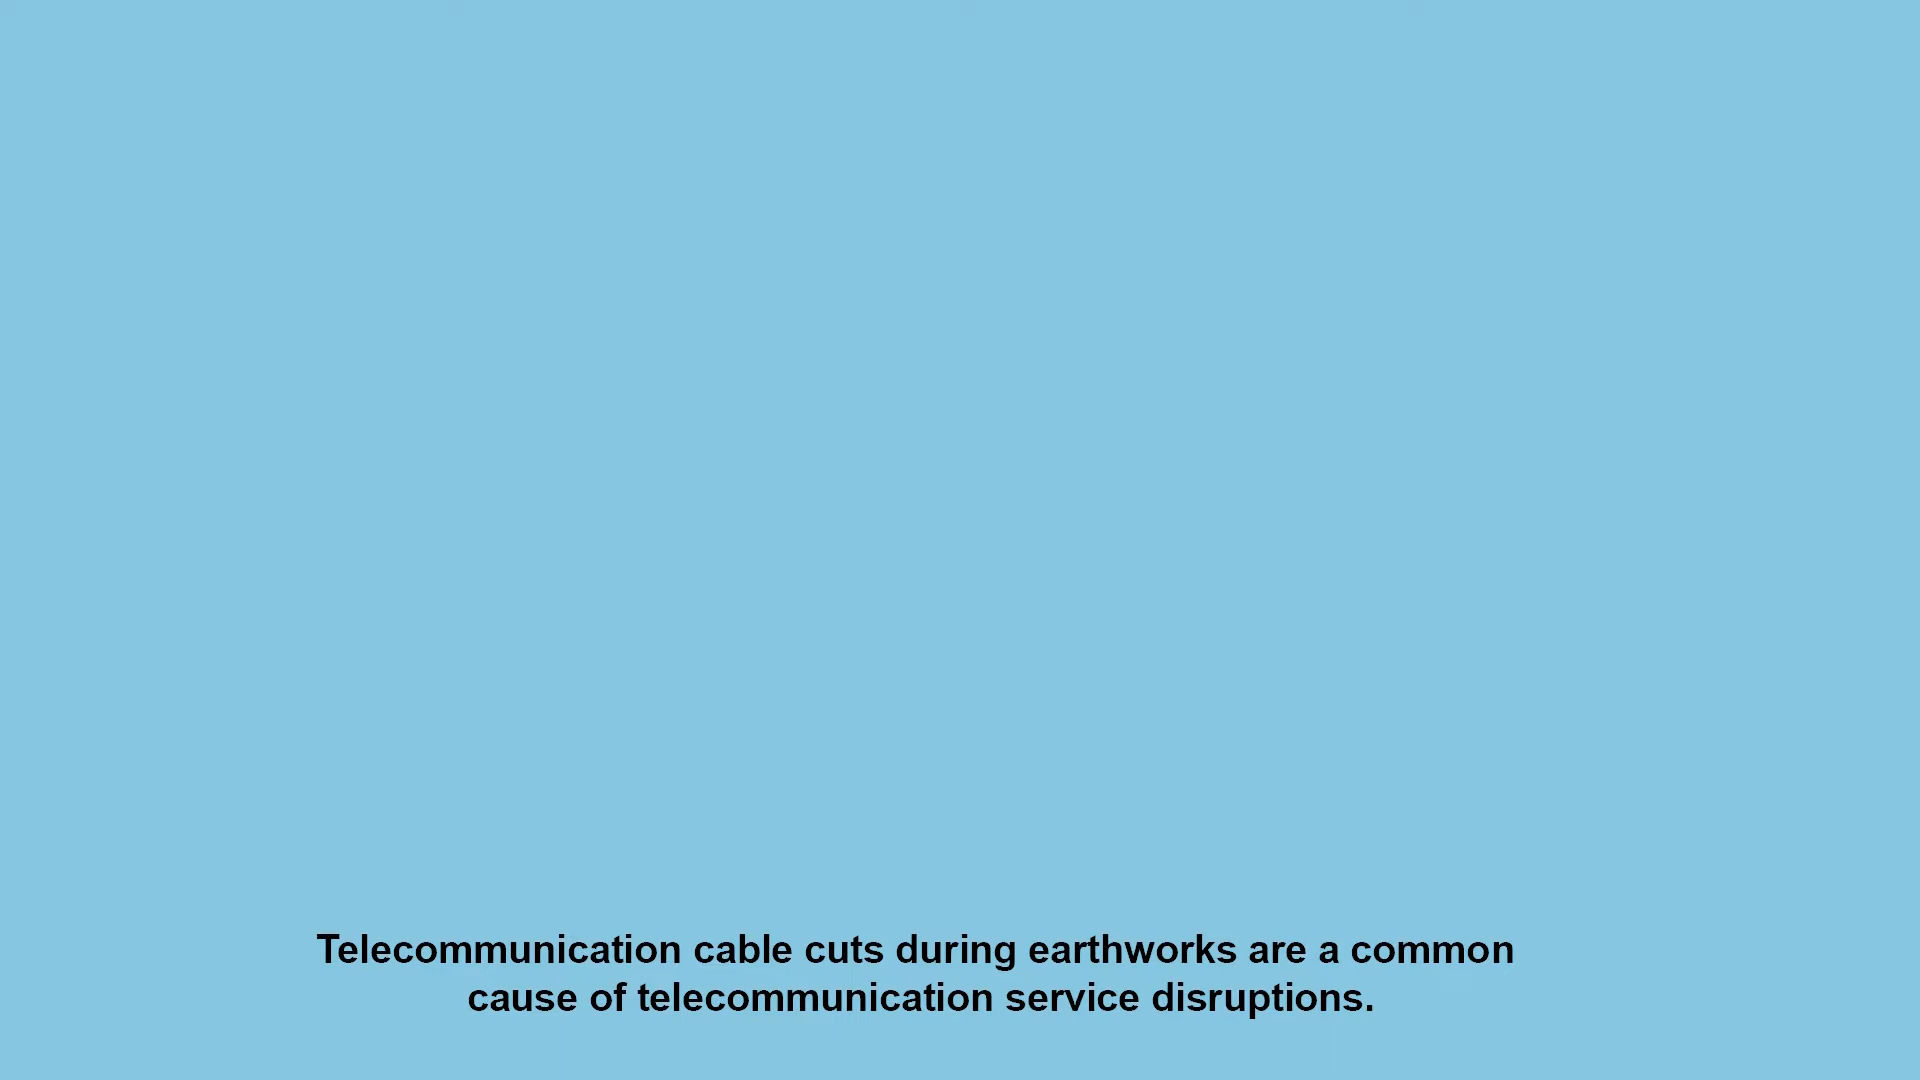 Telecommunication cable cuts during earthworks are a common
cause of telecommunication service disruptions.